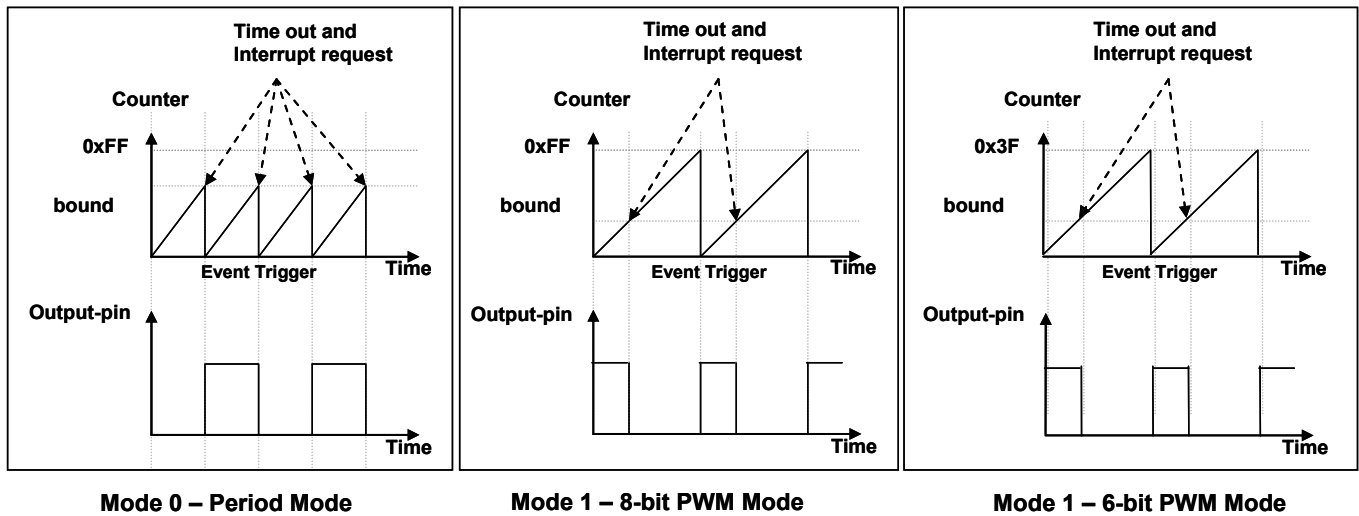 Time out and
Interrupt request
Counter
0xFF
bound
Event Trigger
Time
Output-pin
Time
Mode 0 – Period Mode
Time out and
Interrupt request
Counter
0xFF
bound
Event Trigger
Time
Output-pin
Time
Mode 1 – 8-bit PWM Mode
Time out and
Interrupt request
Counter
0x3F
bound
Event Trigger
Time
Output-pin
Time
Mode 1 – 6-bit PWM Mode